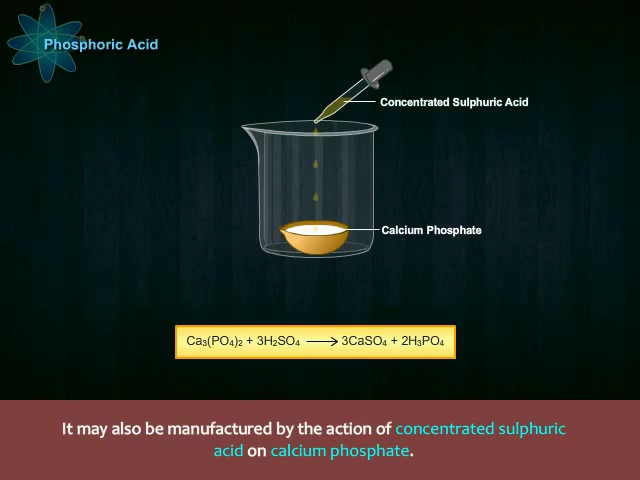 Phosphoric Acid
Concentrated Sulphuric Acid
Calcium Phosphate
Ca₃(PO₄)₂ + 3H₂SO₄ ⟶ 3CaSO₄ + 2H₃PO₄
It may also be manufactured by the action of concentrated sulphuric
acid on calcium phosphate.